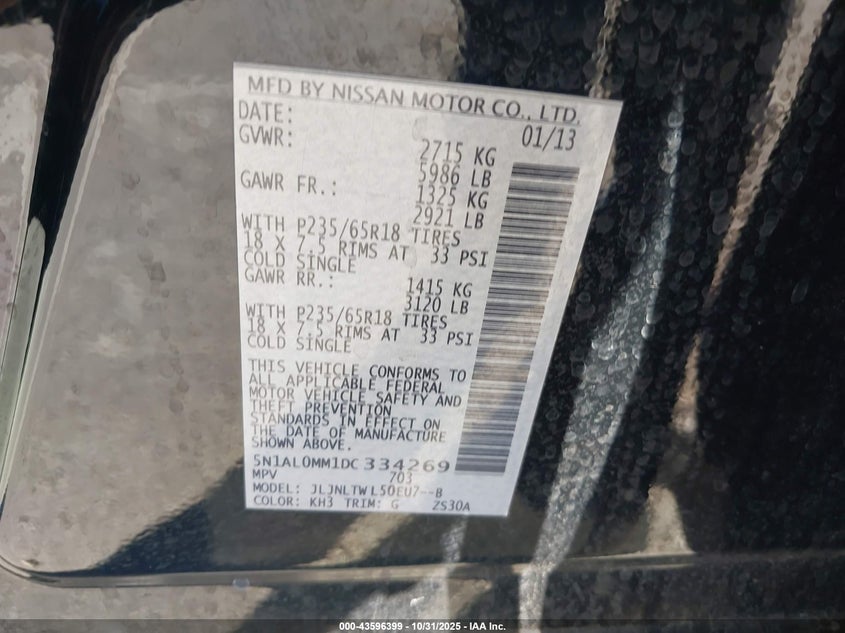 MFD BY NISSAN MOTOR CO., LTD.
DATE: 01/13
GVWR: 2715 KG
5986 LB
GAWR FR.: 1325 KG
2921 LB
WITH P235/65R18 TIRES
18 X 7.5 RIMS AT 33 PSI
COLD SINGLE
GAWR RR.: 1415 KG
3120 LB
WITH P235/65R18 TIRES
18 X 7.5 RIMS AT 33 PSI
COLD SINGLE
THIS VEHICLE CONFORMS TO
ALL APPLICABLE FEDERAL
MOTOR VEHICLE SAFETY AND
THEFT PREVENTION
STANDARDS IN EFFECT ON
THE DATE OF MANUFACTURE
SHOWN ABOVE.
5N1AL0MM1DC334269
MPV 703
MODEL: JLJNLTWL50EU7--B
COLOR: KH3 TRIM: G ZS30A
000-43596399 - 10/31/2025 - IAA Inc.